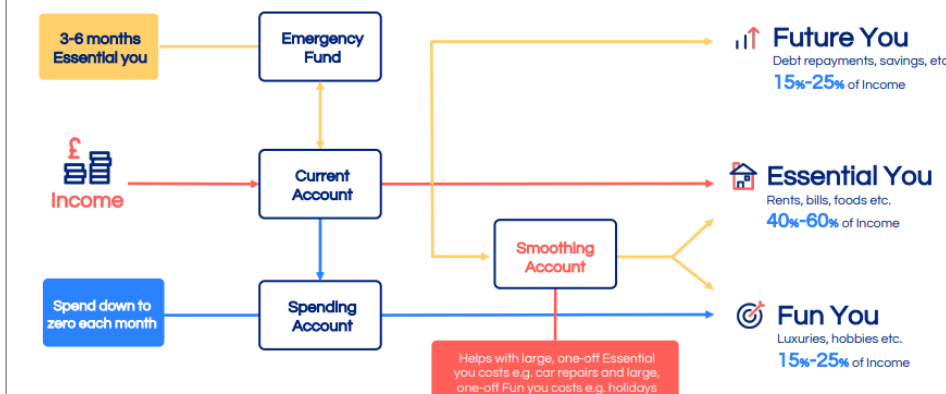 3-6 months
Essential you
Emergency
Fund
Future You
Debt repayments, savings, etc
15%-25% of Income
£
Income
Current
Account
Essential You
Rents, bills, foods etc.
40%-60% of Income
Smoothing
Account
Spend down to
zero each month
Spending
Account
Fun You
Luxuries, hobbies etc.
15%-25% of Income
Helps with large, one-off Essential
you costs e.g. car repairs and large,
one-off Fun you costs e.g. holidays